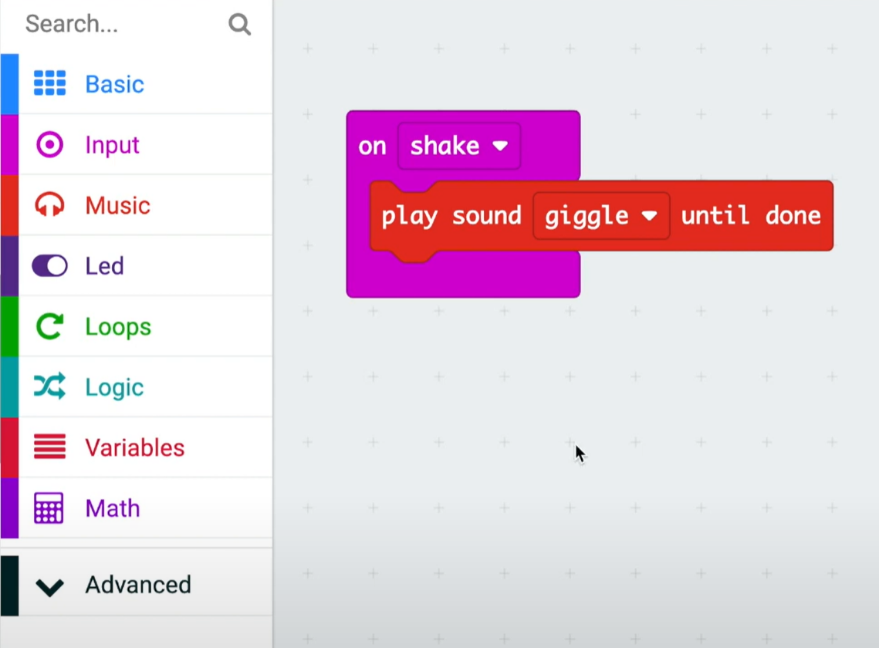 Search...
Basic
Input
Music
Led
Loops
Logic
Variables
Math
Advanced
on shake
play sound giggle until done